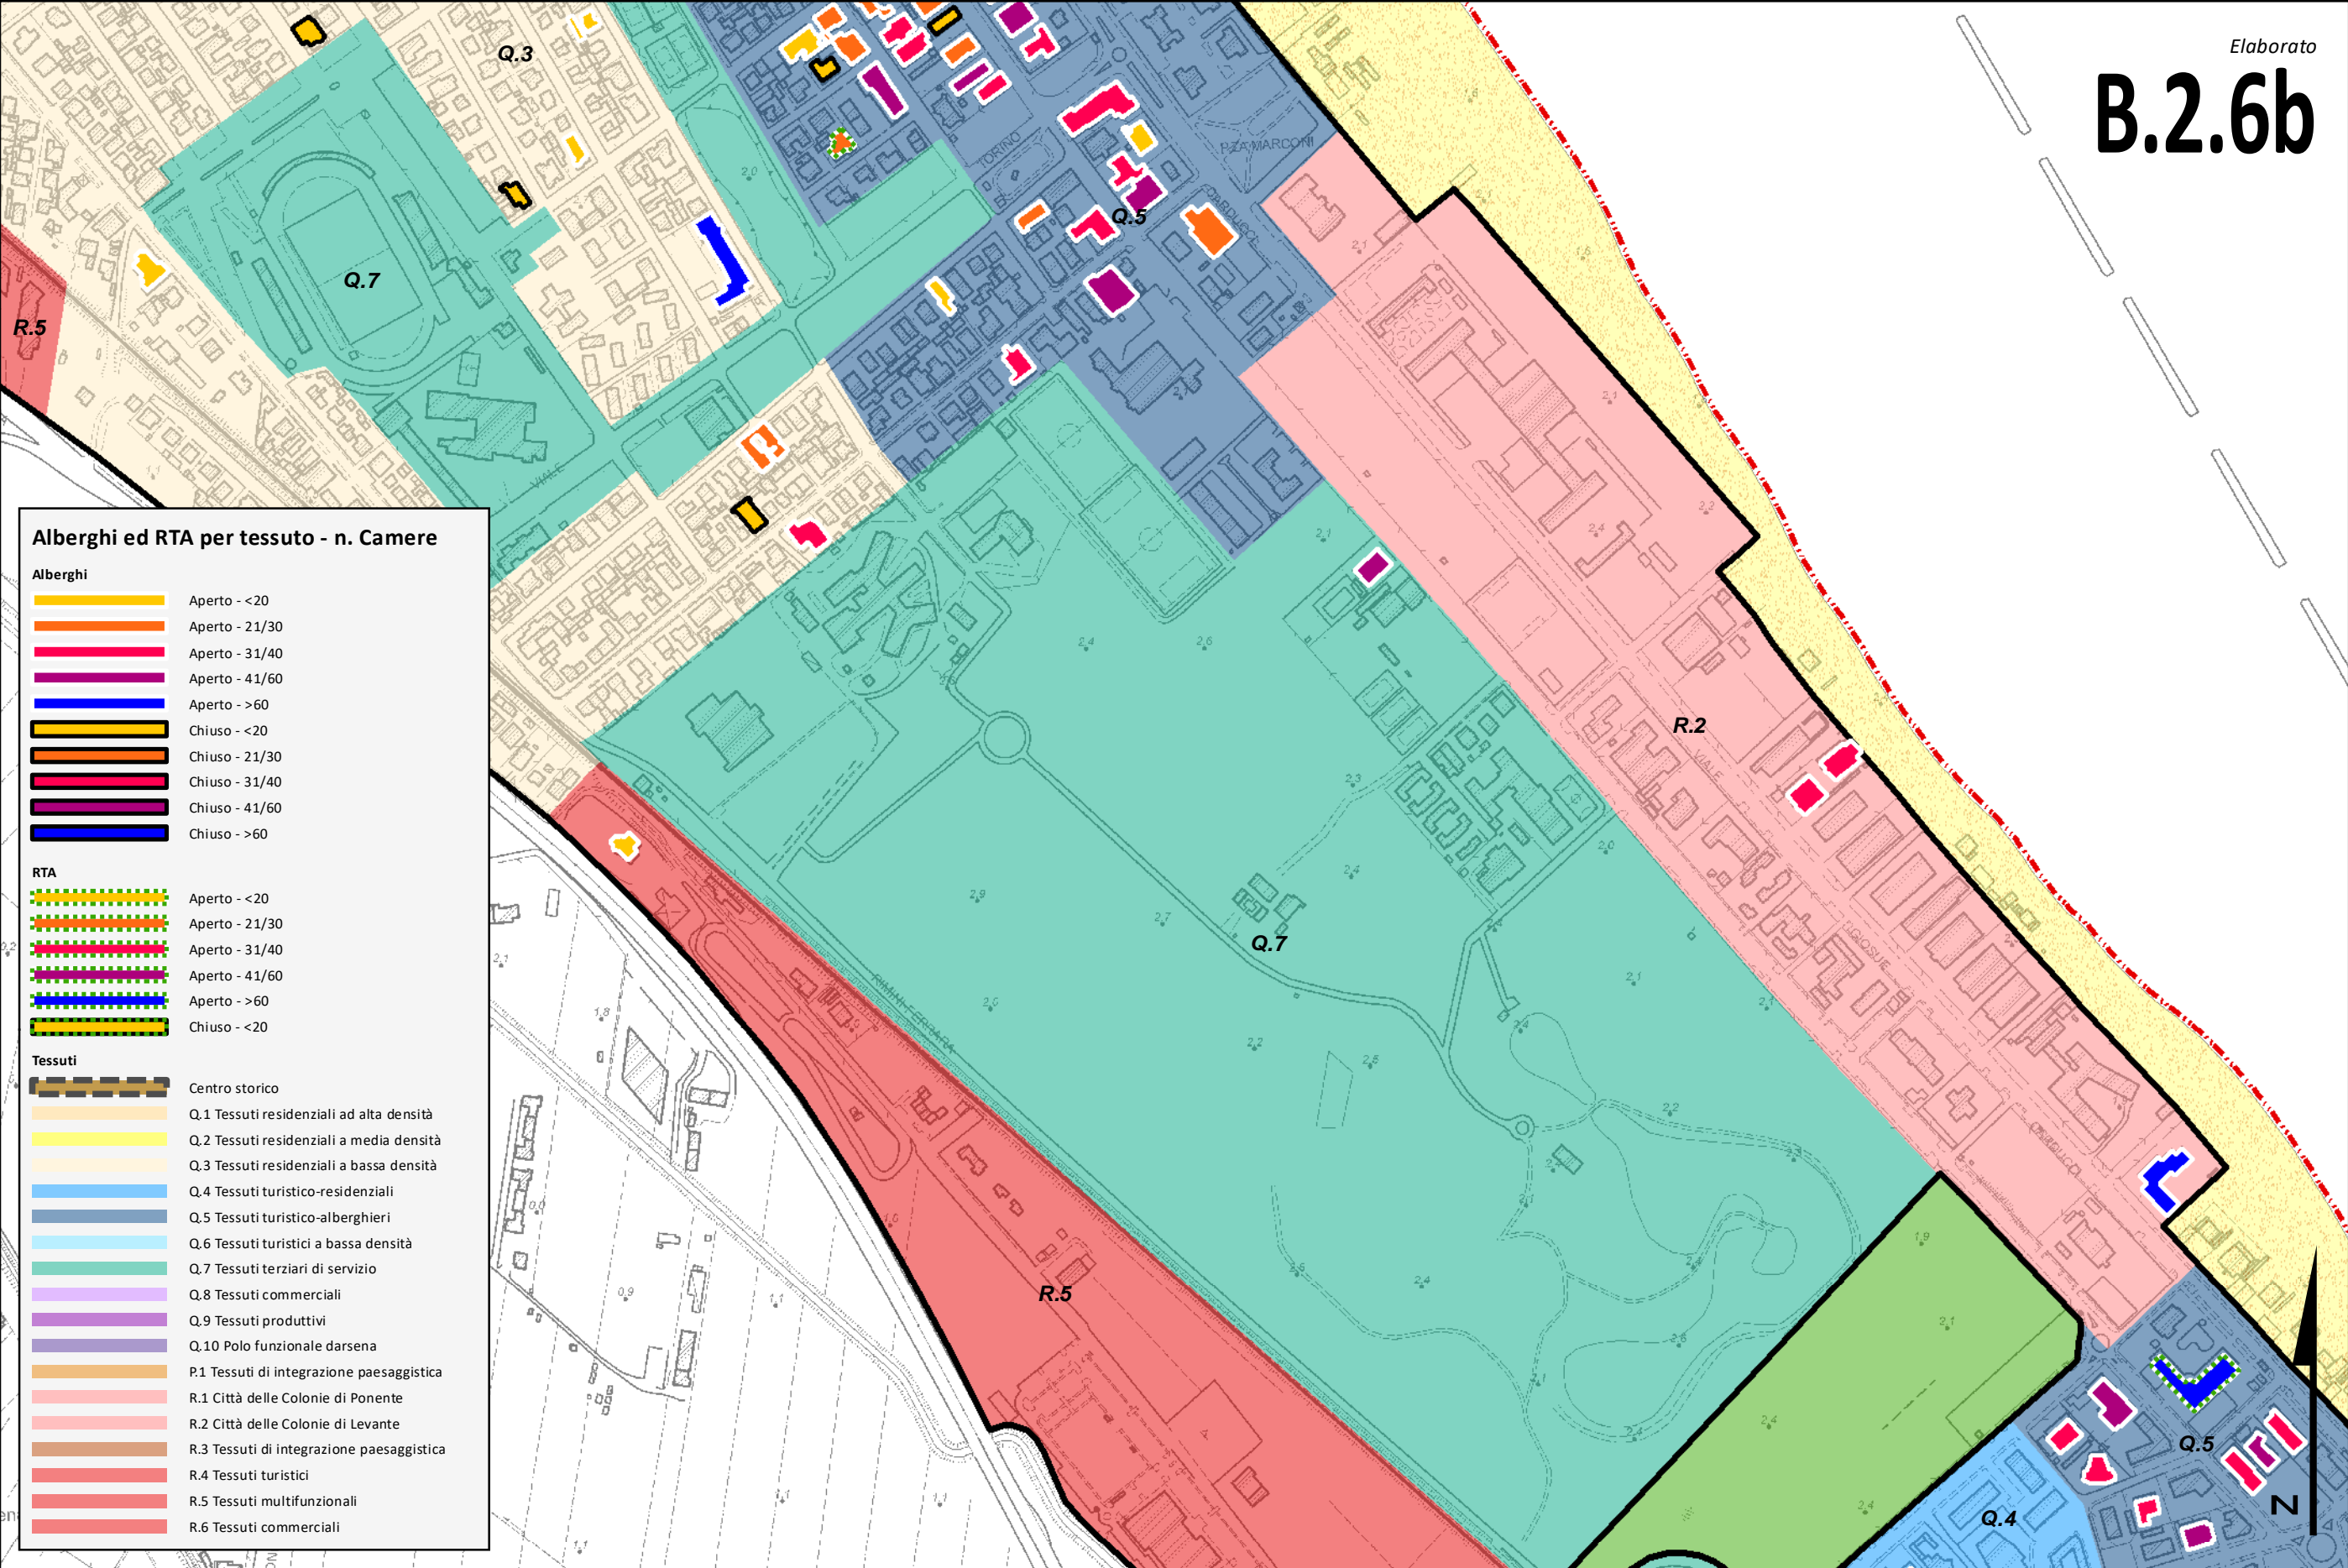 Elaborato
B.2.6b
Q.3
Q.7
R.5
Q.5
TORINO
P.ZA MARCONI
CARDUCCI
VIALE
R.2
VIALE
GIOSUE
CARDUCCI
Q.7
RIMINI-FERRARA
R.5
Q.5
Q.4
N
Alberghi ed RTA per tessuto - n. Camere
Alberghi
Aperto - <20
Aperto - 21/30
Aperto - 31/40
Aperto - 41/60
Aperto - >60
Chiuso - <20
Chiuso - 21/30
Chiuso - 31/40
Chiuso - 41/60
Chiuso - >60
RTA
Aperto - <20
Aperto - 21/30
Aperto - 31/40
Aperto - 41/60
Aperto - >60
Chiuso - <20
Tessuti
Centro storico
Q.1 Tessuti residenziali ad alta densità
Q.2 Tessuti residenziali a media densità
Q.3 Tessuti residenziali a bassa densità
Q.4 Tessuti turistico-residenziali
Q.5 Tessuti turistico-alberghieri
Q.6 Tessuti turistici a bassa densità
Q.7 Tessuti terziari di servizio
Q.8 Tessuti commerciali
Q.9 Tessuti produttivi
Q.10 Polo funzionale darsena
P.1 Tessuti di integrazione paesaggistica
R.1 Città delle Colonie di Ponente
R.2 Città delle Colonie di Levante
R.3 Tessuti di integrazione paesaggistica
R.4 Tessuti turistici
R.5 Tessuti multifunzionali
R.6 Tessuti commerciali